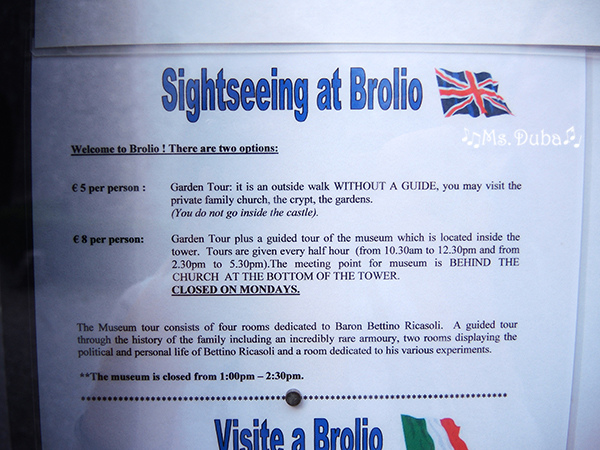 Sightseeing at Brolio
♫Ms.Duba♫
Welcome to Brolio ! There are two options:
€ 5 per person : Garden Tour: it is an outside walk WITHOUT A GUIDE, you may visit the
private family church, the crypt, the gardens.
(You do not go inside the castle).
€ 8 per person: Garden Tour plus a guided tour of the museum which is located inside the
tower. Tours are given every half hour (from 10.30am to 12.30pm and from
2.30pm to 5.30pm).The meeting point for museum is BEHIND THE
CHURCH AT THE BOTTOM OF THE TOWER.
CLOSED ON MONDAYS.
The Museum tour consists of four rooms dedicated to Baron Bettino Ricasoli. A guided tour
through the history of the family including an incredibly rare armoury, two rooms displaying the
political and personal life of Bettino Ricasoli and a room dedicated to his various experiments.
**The museum is closed from 1:00pm – 2:30pm.
Visite a Brolio